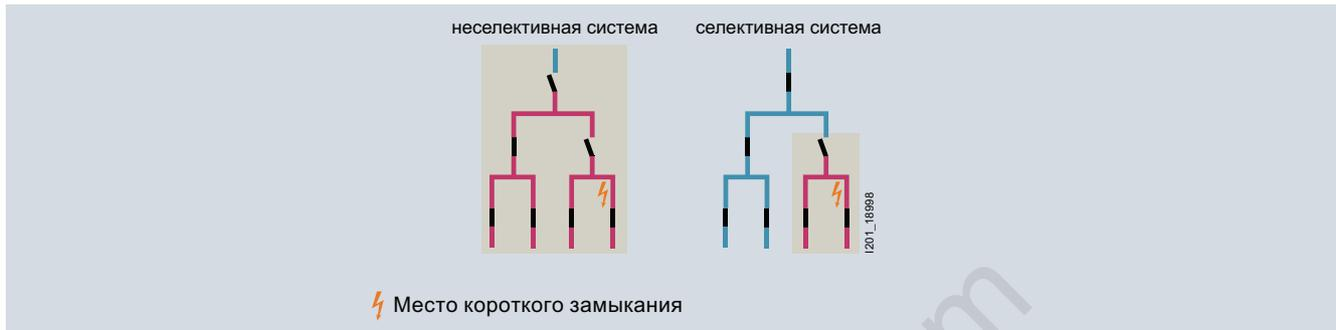 неселективная система
селективная система
I201_18998
Место короткого замыкания
m